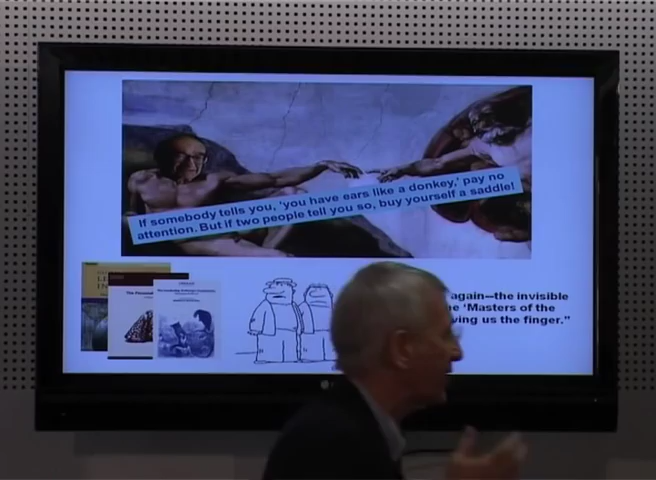 If somebody tells you, 'you have ears like a donkey,' pay no
attention. But if two people tell you so, buy yourself a saddle!
again—the invisible
'Masters of the
ving us the finger."
LG